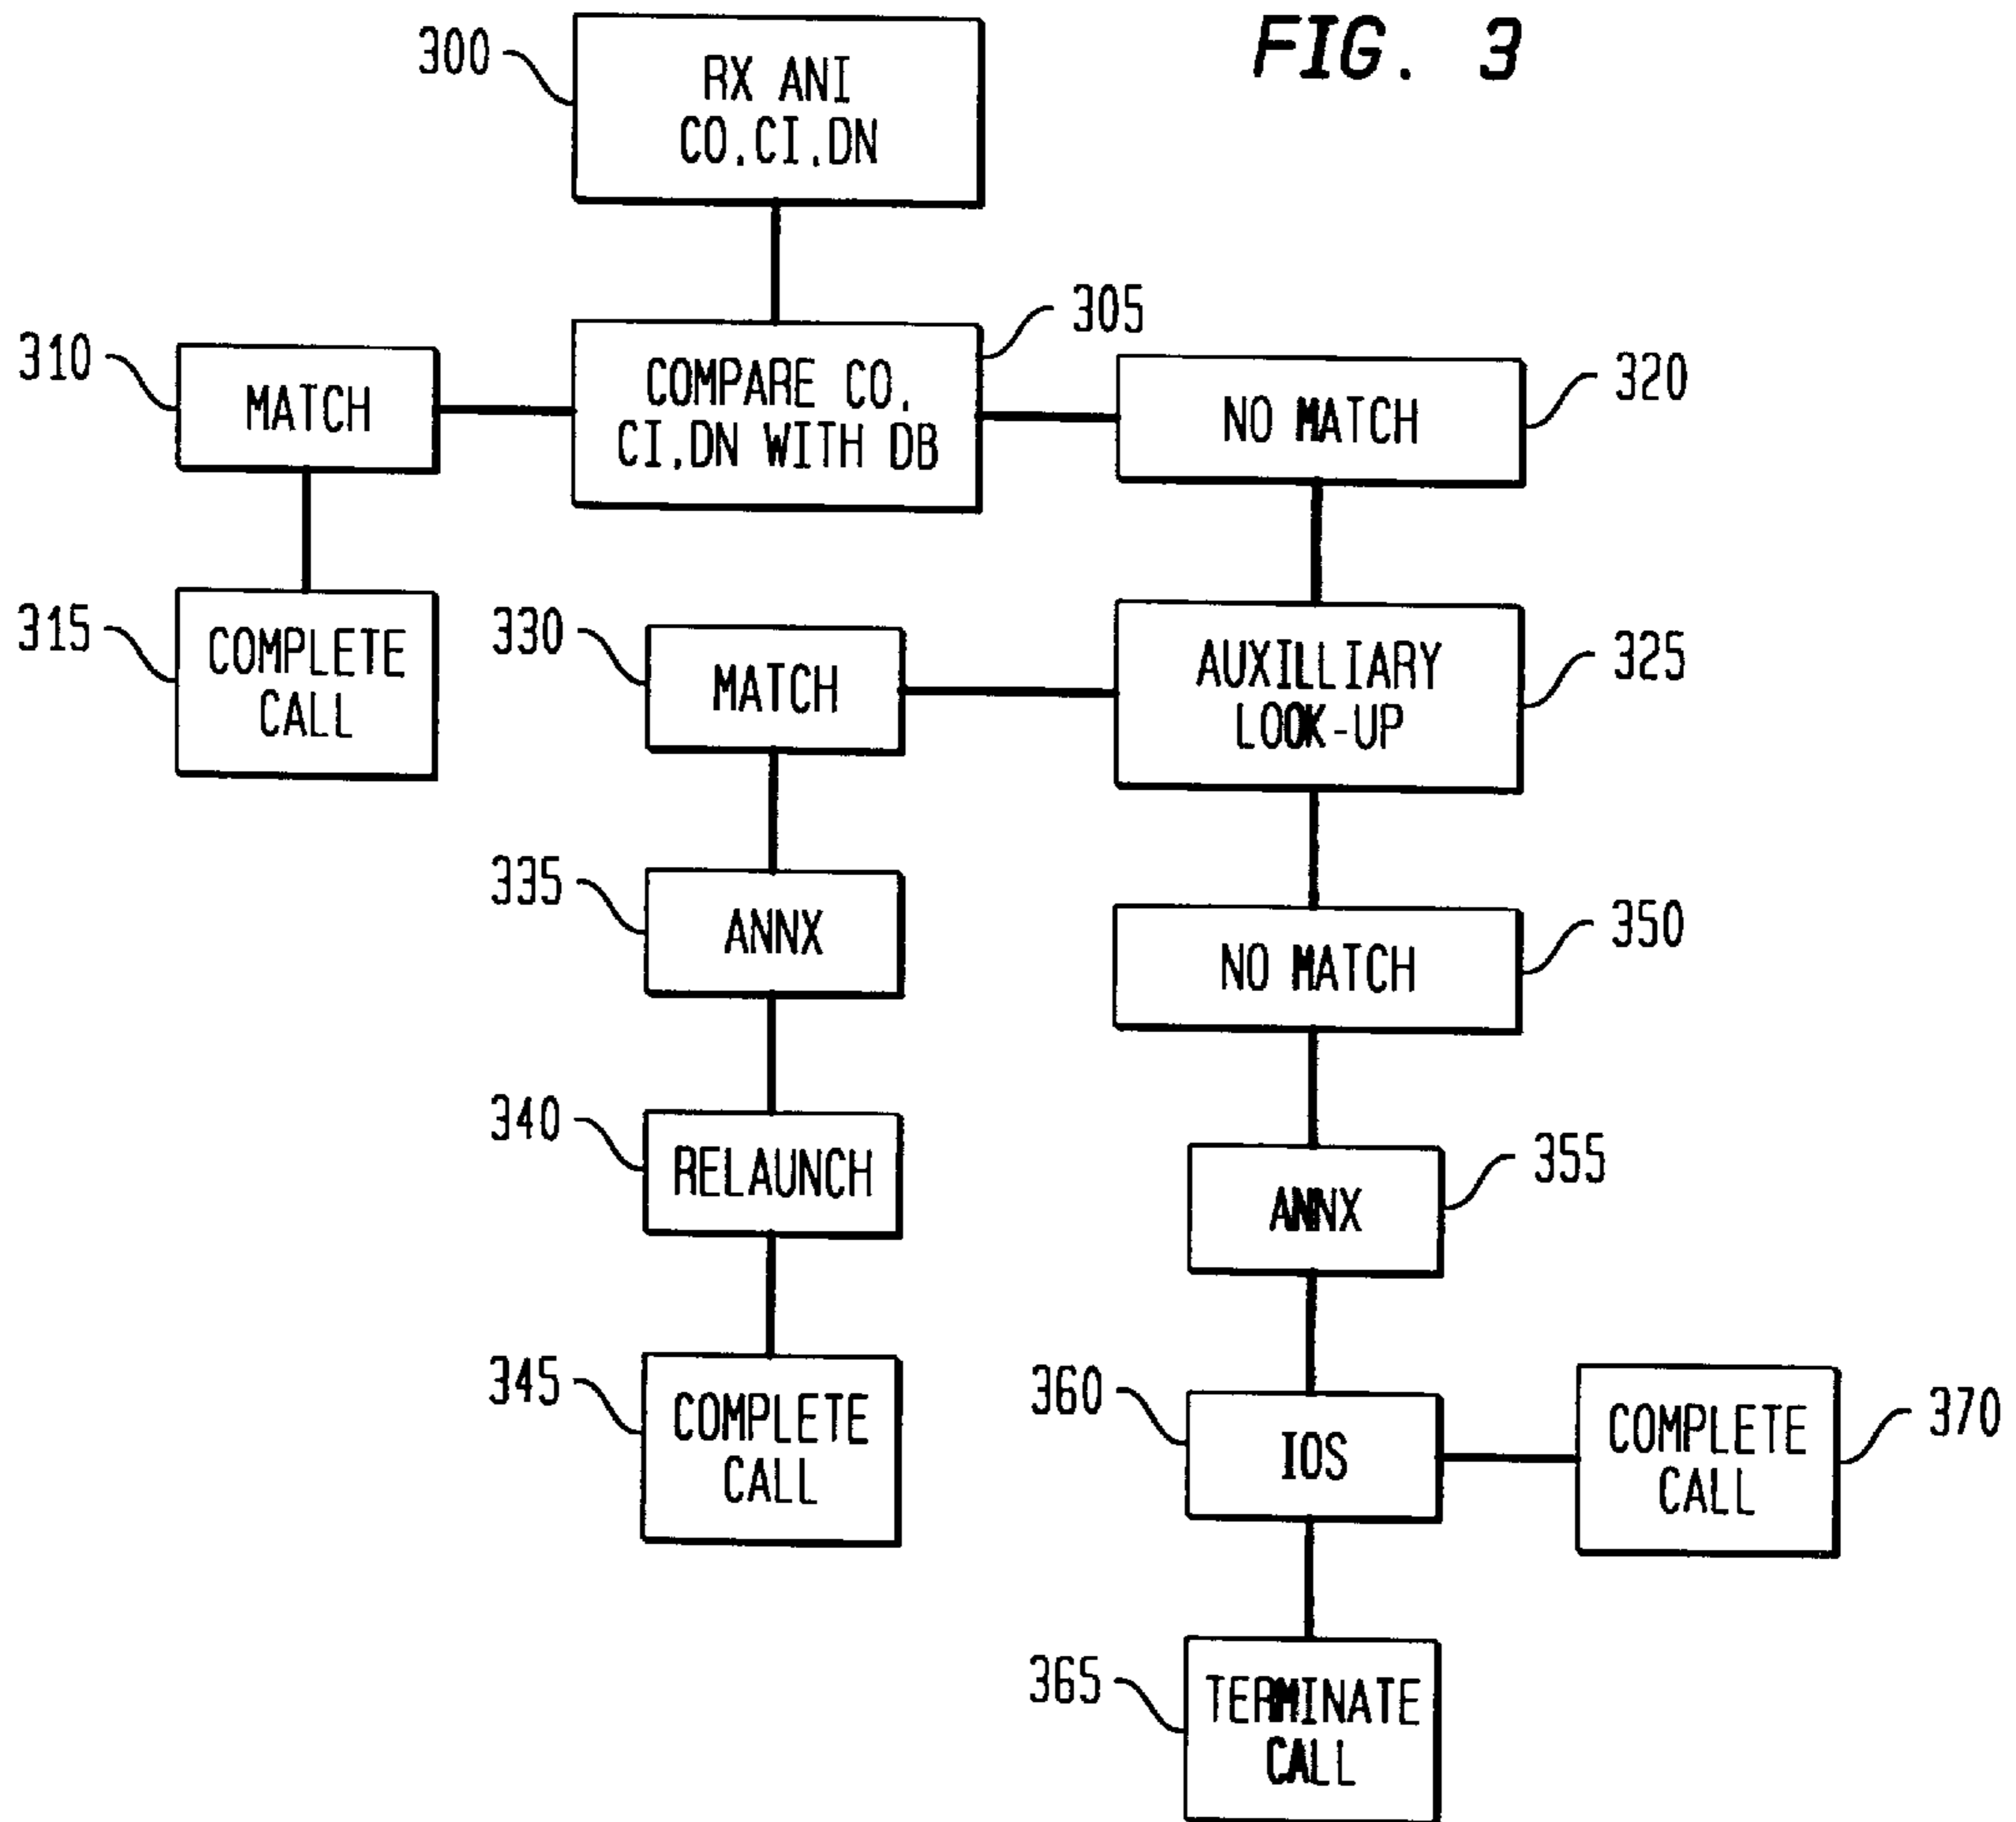 FIG. 3
300
RX ANI
CO.CI.DN
305
COMPARE CO.
CI.DN WITH DB
310
MATCH
320
NO MATCH
315
COMPLETE
CALL
330
MATCH
AUXILLIARY
LOOK-UP
325
335
ANNX
NO MATCH
350
340
RELAUNCH
ANNX
355
345
COMPLETE
CALL
360
IOS
COMPLETE
CALL
370
365
TERMINATE
CALL